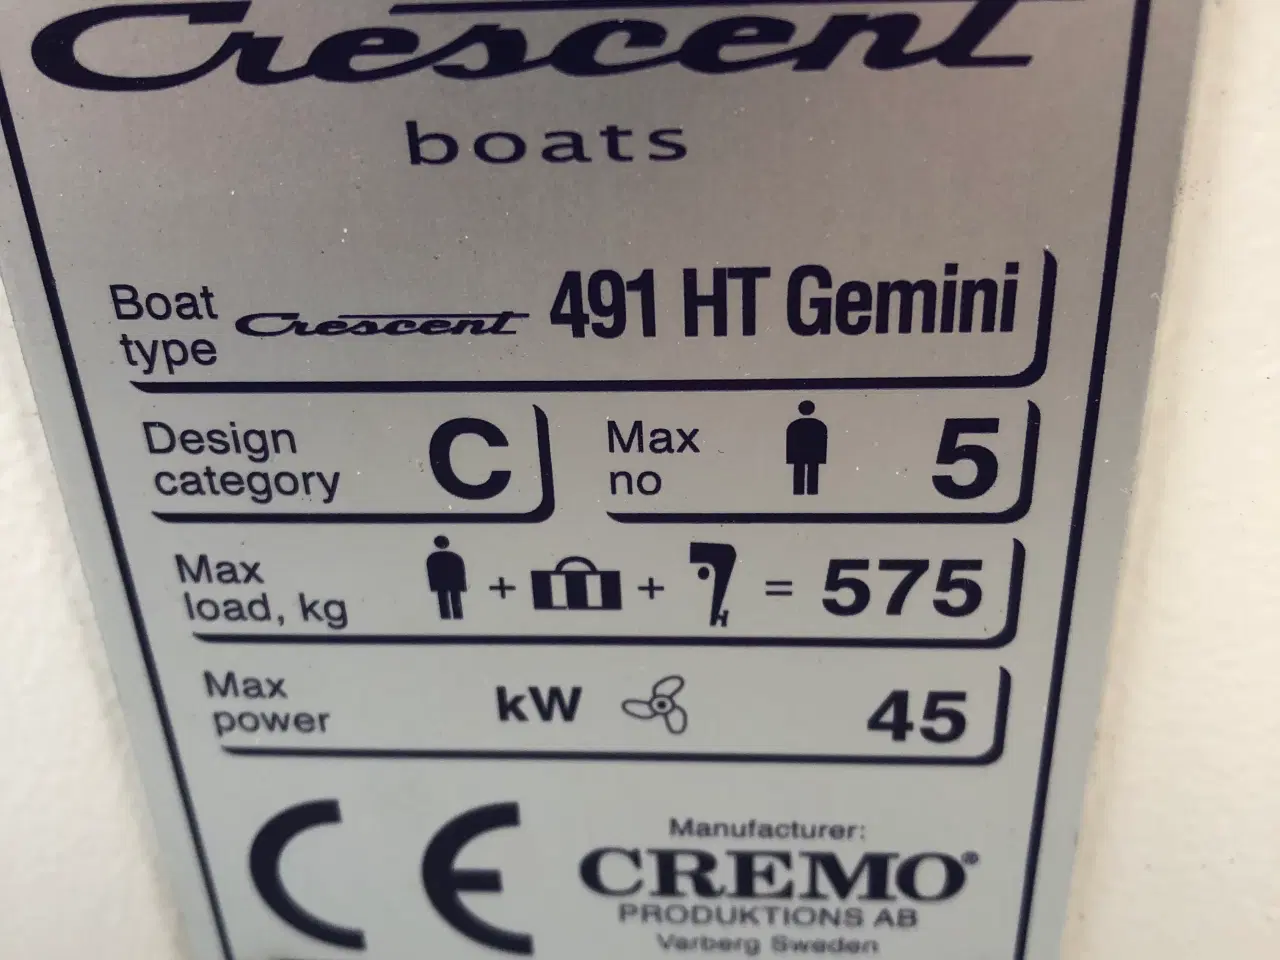 Crescent
boats
Boat type Crescent 491 HT Gemini
Design category C Max no 5
Max load, kg + + = 575
Max power kW 45
CE Manufacturer:
CREMO®
PRODUKTIONS AB
Varberg Sweden